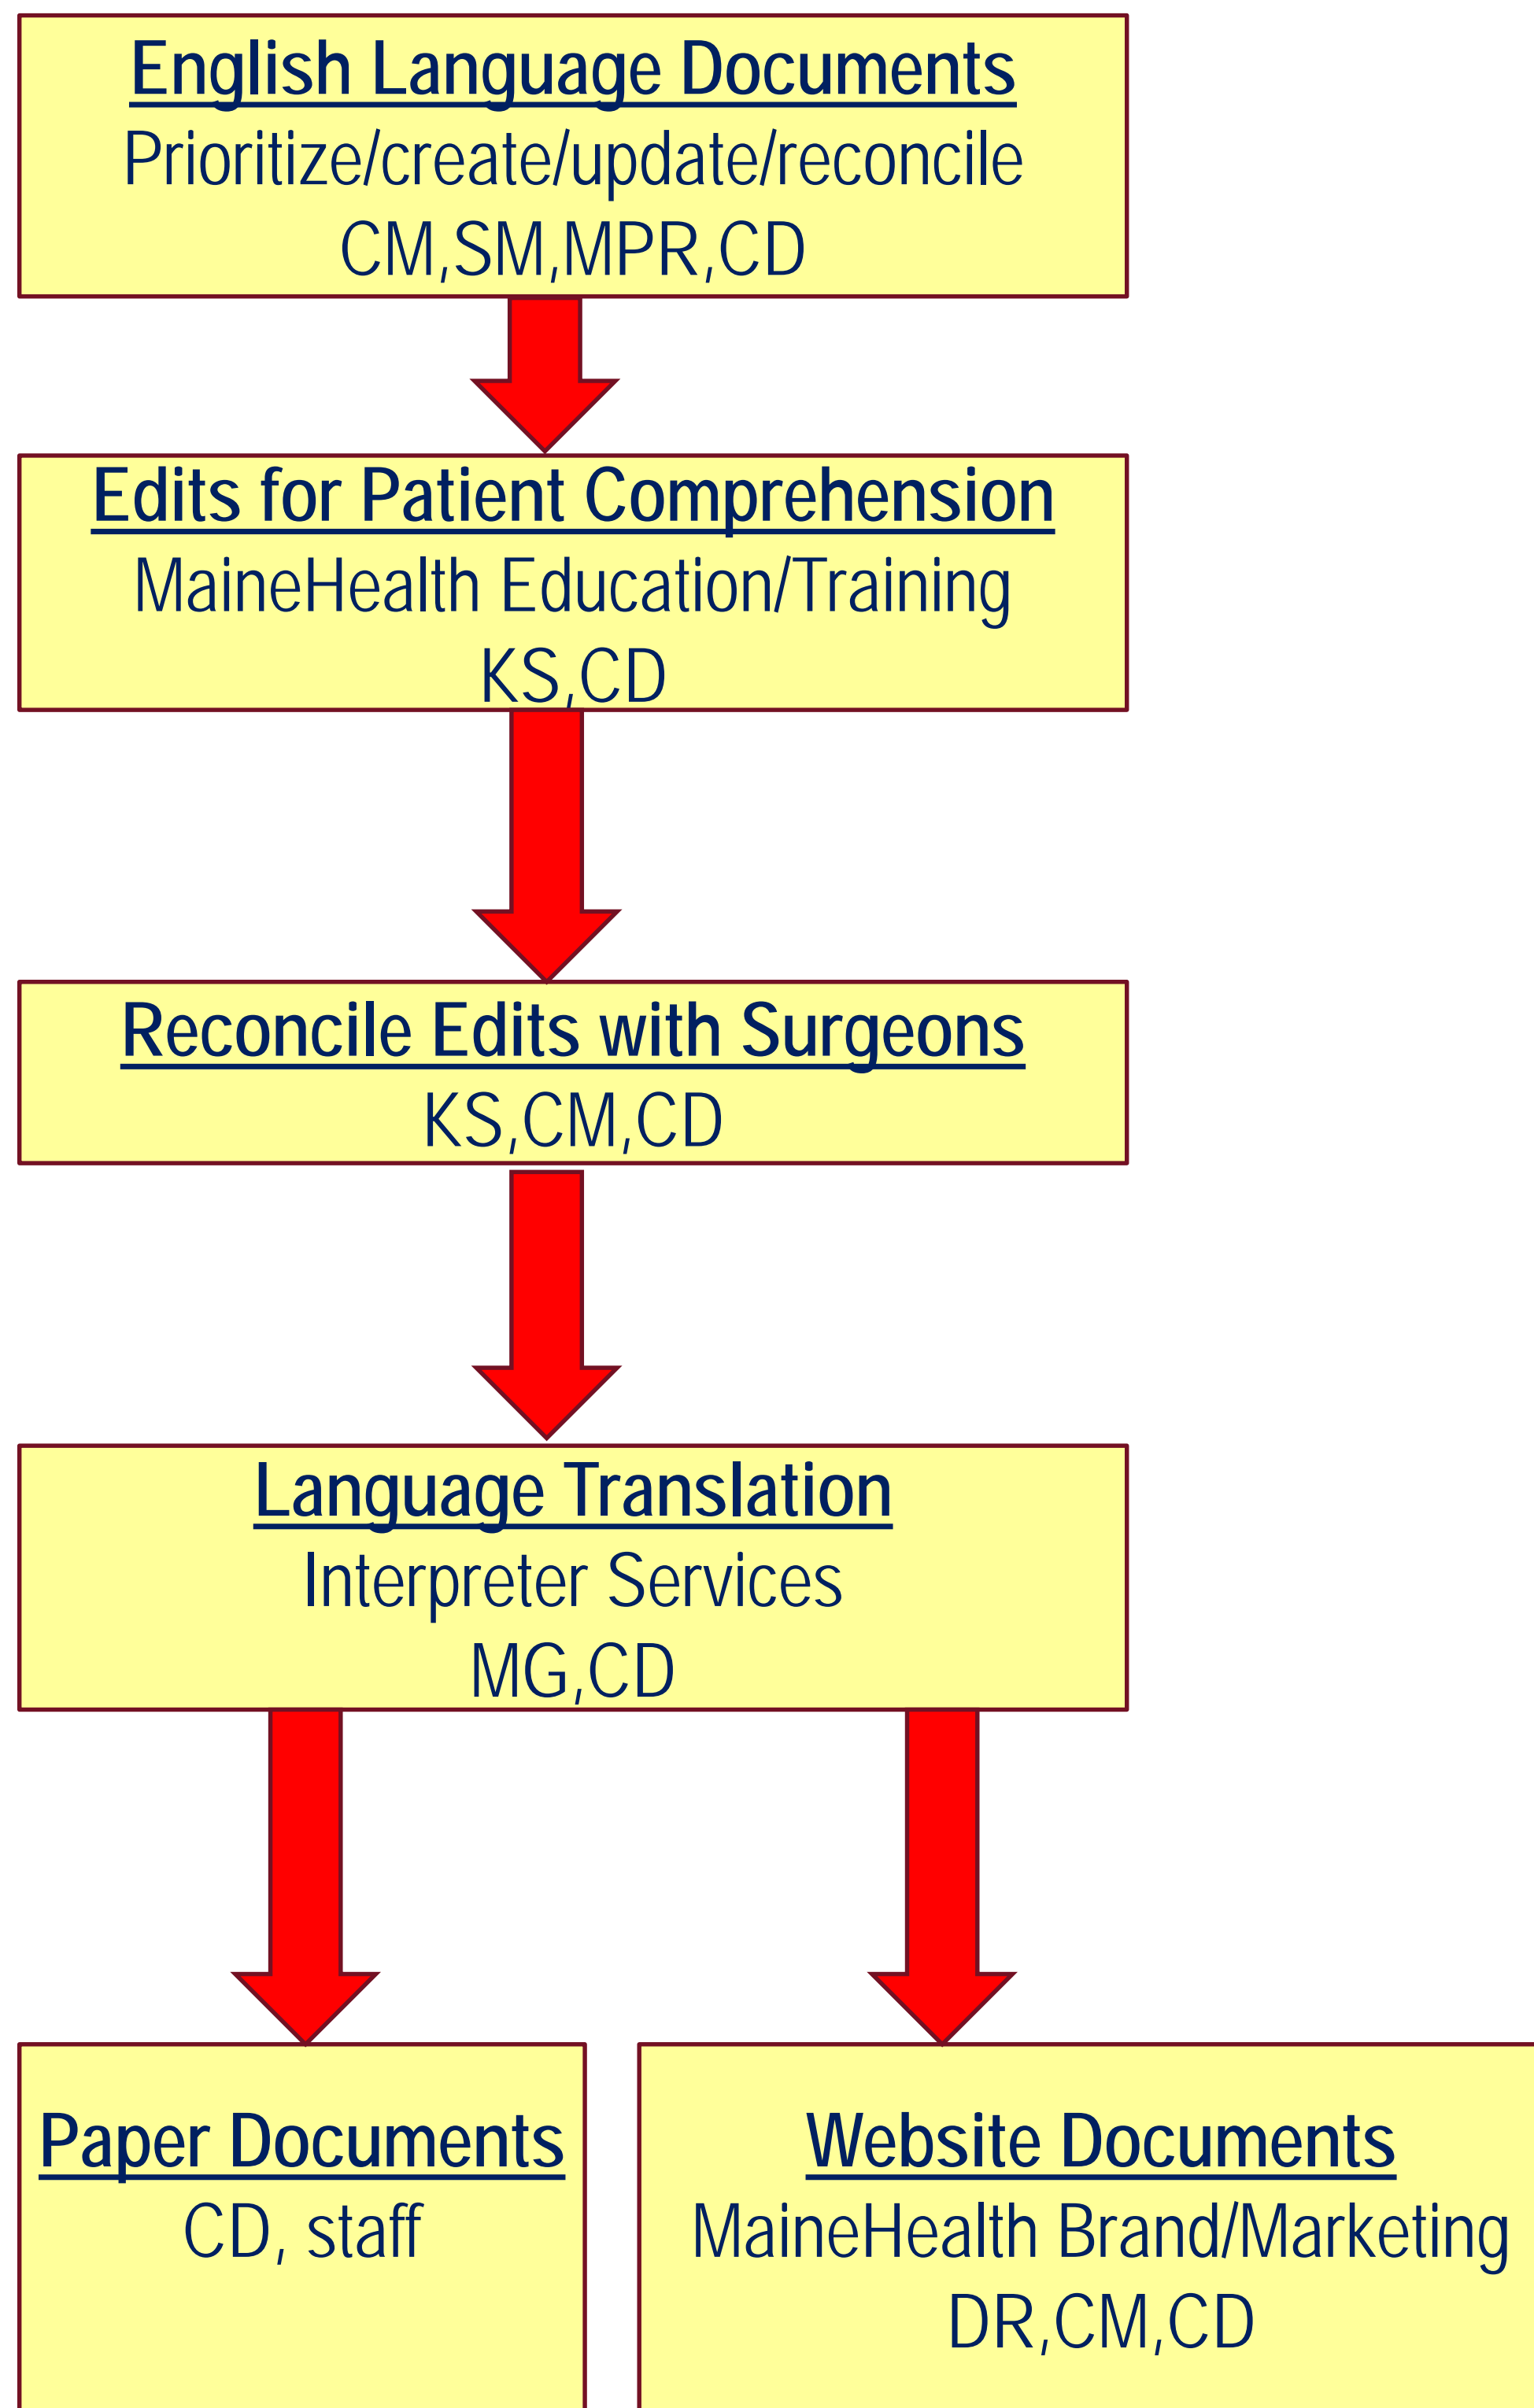 English Language Documents
Prioritize/create/update/reconcile
CM,SM,MPR,CD
Edits for Patient Comprehension
MaineHealth Education/Training
KS,CD
Reconcile Edits with Surgeons
KS,CM,CD
Language Translation
Interpreter Services
MG,CD
Paper Documents
CD, staff
Website Documents
MaineHealth Brand/Marketing
DR,CM,CD